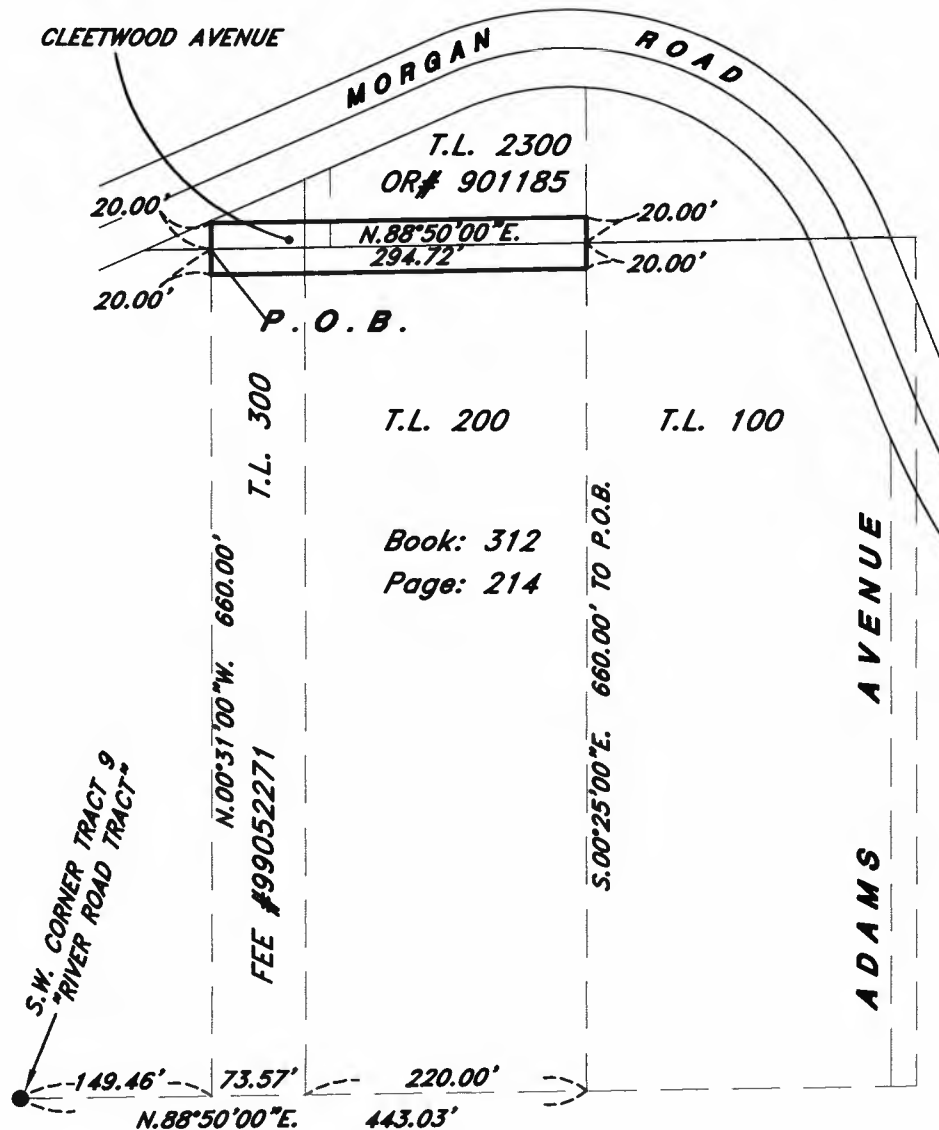 CLEETWOOD AVENUE
MORGAN ROAD
T.L. 2300
OR# 901185
20.00'
20.00'
N.88°50'00"E.
294.72'
20.00'
20.00'
P.O.B.
T.L. 300
T.L. 200
T.L. 100
Book: 312
Page: 214
N.00°31'00"W. 660.00'
FEE #99052271
S.00°25'00"E. 660.00' TO P.O.B.
ADAMS AVENUE
S.W. CORNER TRACT 9
"RIVER ROAD TRACT"
149.46'
73.57'
220.00'
N.88°50'00"E. 443.03'